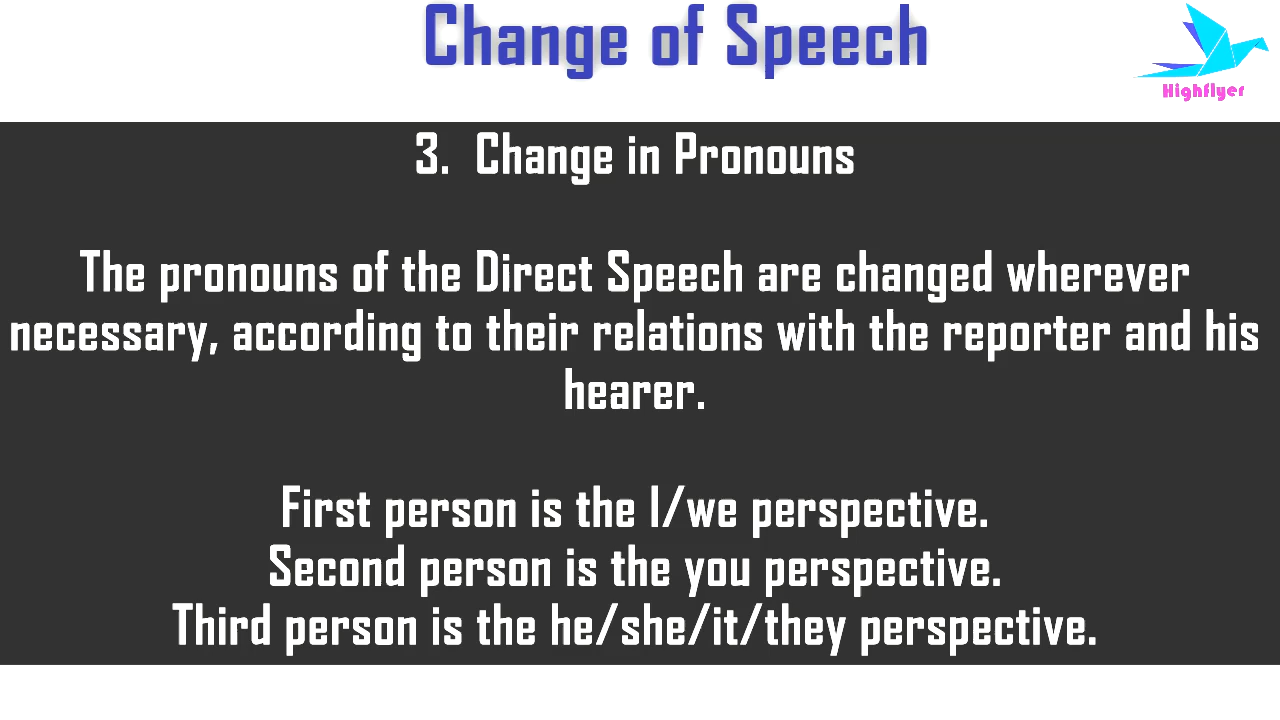 Change of Speech
Highflyer
3. Change in Pronouns
The pronouns of the Direct Speech are changed wherever
necessary, according to their relations with the reporter and his
hearer.
First person is the I/we perspective.
Second person is the you perspective.
Third person is the he/she/it/they perspective.